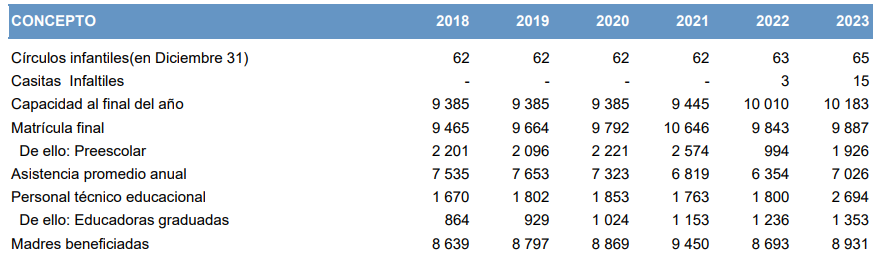 CONCEPTO 2018 2019 2020 2021 2022 2023
Círculos infantiles(en Diciembre 31) 62 62 62 62 63 65
Casitas Infaltiles - - - - 3 15
Capacidad al final del año 9 385 9 385 9 385 9 445 10 010 10 183
Matrícula final 9 465 9 664 9 792 10 646 9 843 9 887
De ello: Preescolar 2 201 2 096 2 221 2 574 994 1 926
Asistencia promedio anual 7 535 7 653 7 323 6 819 6 354 7 026
Personal técnico educacional 1 670 1 802 1 853 1 763 1 800 2 694
De ello: Educadoras graduadas 864 929 1 024 1 153 1 236 1 353
Madres beneficiadas 8 639 8 797 8 869 9 450 8 693 8 931